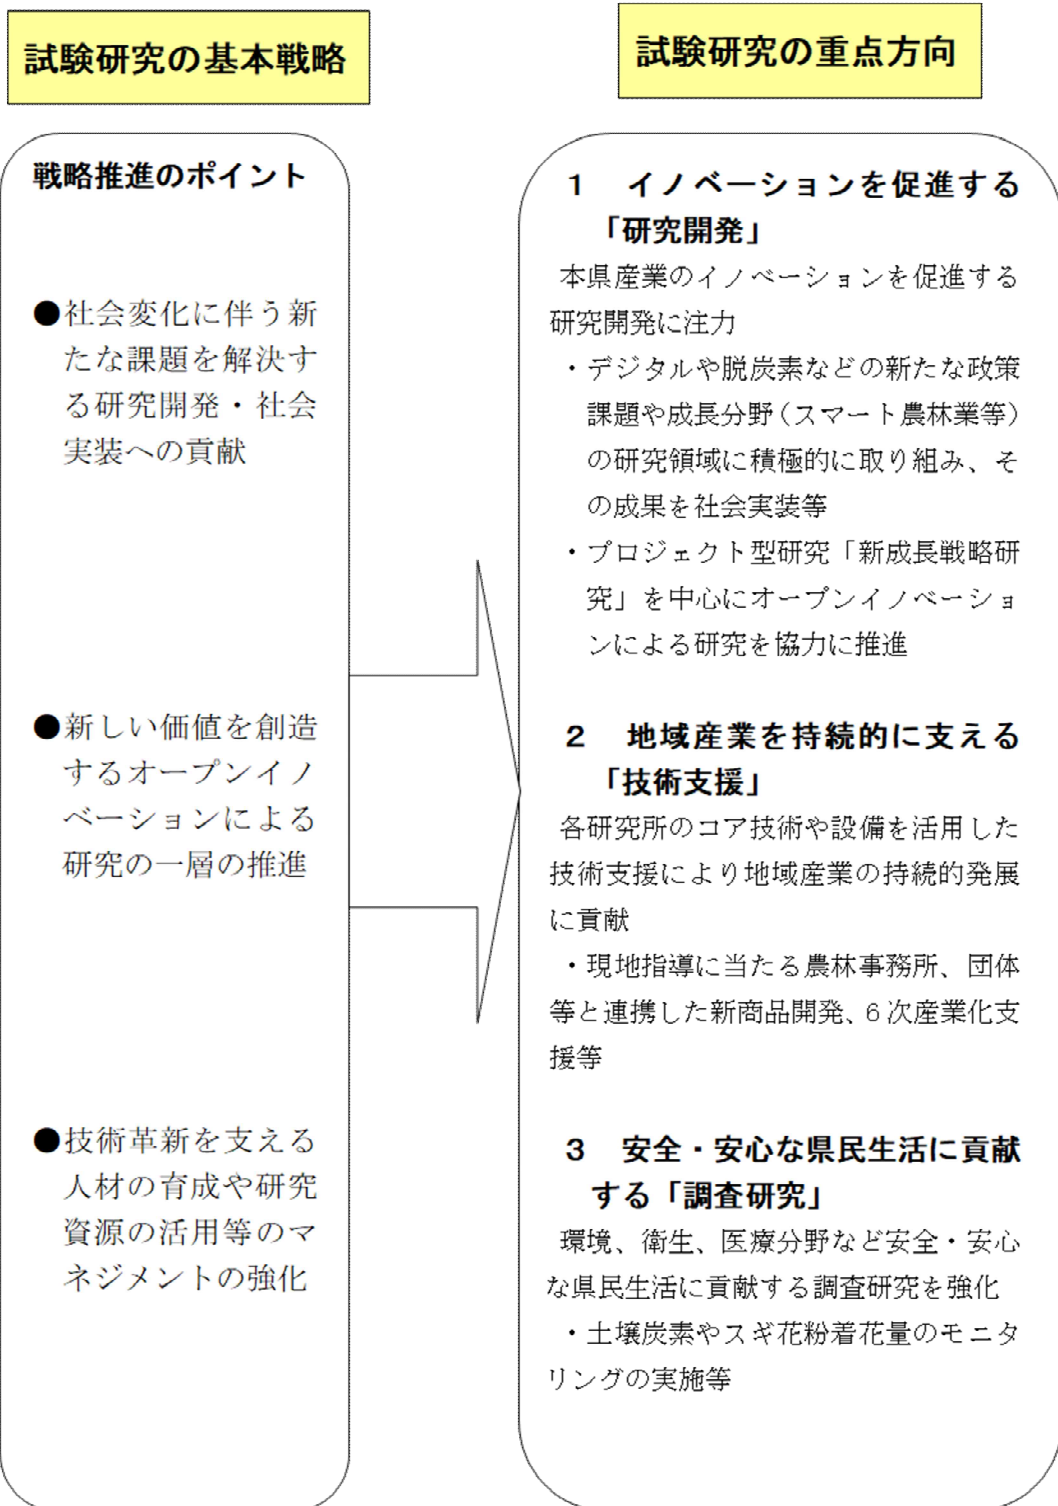 試験研究の基本戦略
戦略推進のポイント
●社会変化に伴う新
たな課題を解決す
る研究開発・社会
実装への貢献
●新しい価値を創造
するオープンイノ
ベーションによる
研究の一層の推進
●技術革新を支える
人材の育成や研究
資源の活用等のマ
ネジメントの強化
試験研究の重点方向
1　イノベーションを促進する
「研究開発」
本県産業のイノベーションを促進する
研究開発に注力
・デジタルや脱炭素などの新たな政策
課題や成長分野(スマート農林業等)
の研究領域に積極的に取り組み、そ
の成果を社会実装等
・プロジェクト型研究「新成長戦略研
究」を中心にオープンイノベーショ
ンによる研究を協力に推進
2　地域産業を持続的に支える
「技術支援」
各研究所のコア技術や設備を活用した
技術支援により地域産業の持続的発展
に貢献
・現地指導に当たる農林事務所、団体
等と連携した新商品開発、6次産業化支
援等
3　安全・安心な県民生活に貢献
する「調査研究」
環境、衛生、医療分野など安全・安心
な県民生活に貢献する調査研究を強化
・土壌炭素やスギ花粉着花量のモニタ
リングの実施等